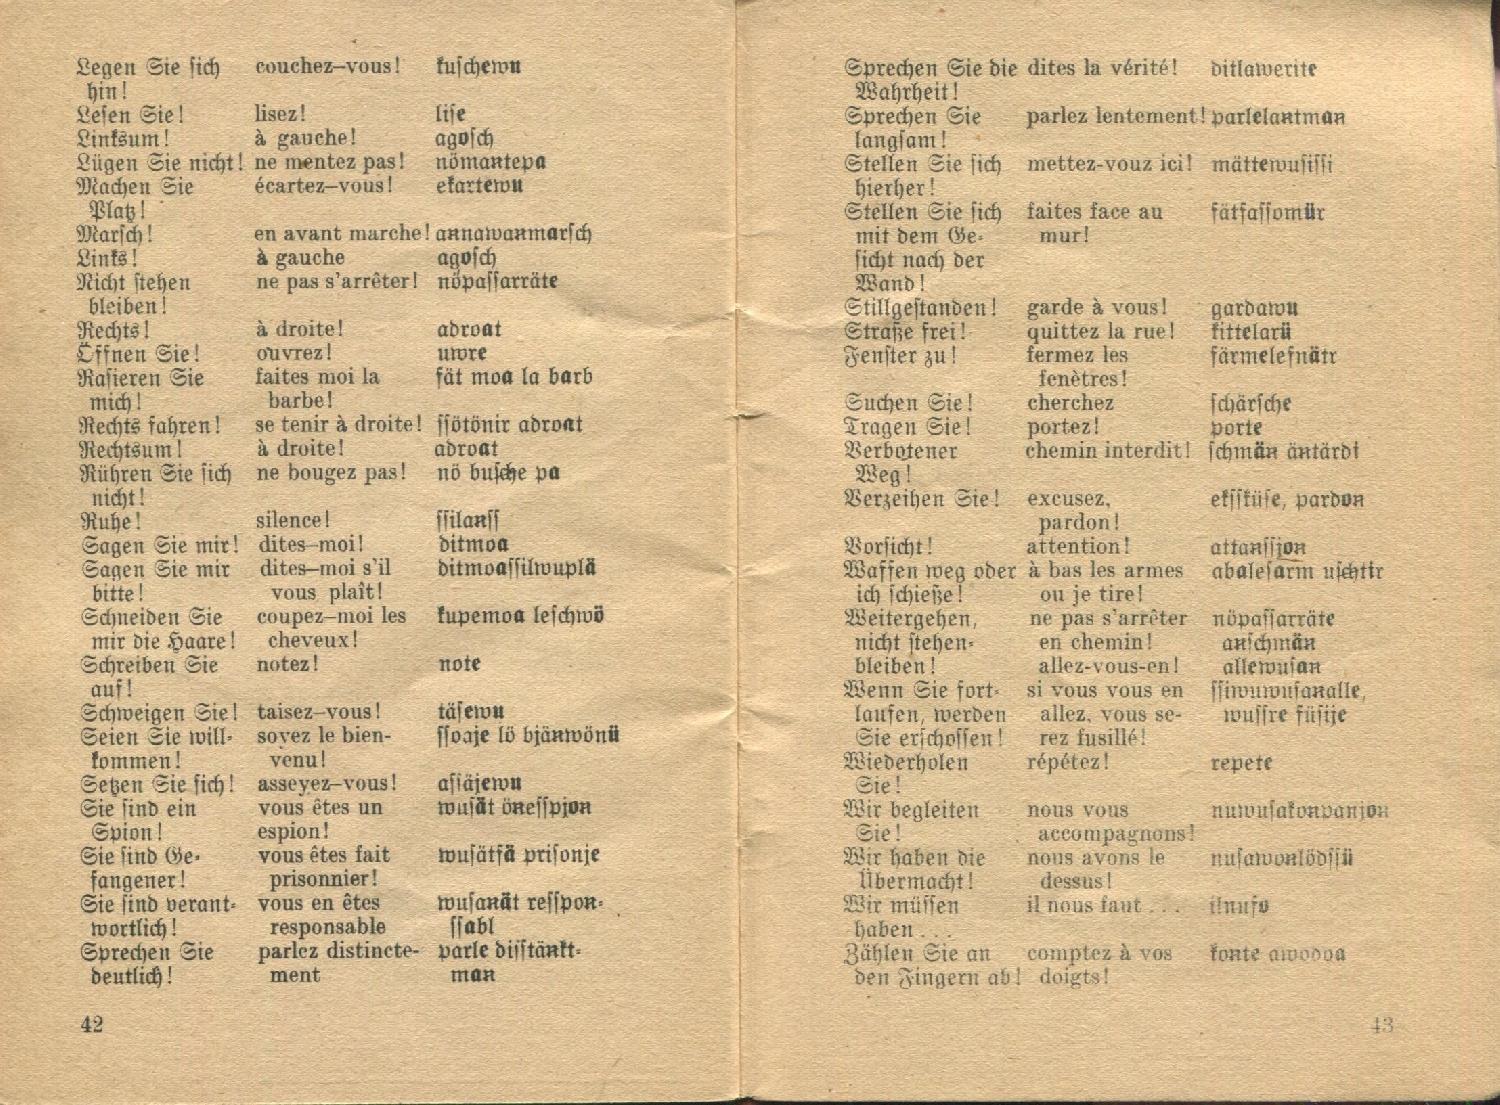 Legen Sie sich couchez–vous! kuschewu
hin!
Lesen Sie! lisez! lise
Linksum! à gauche! agosch
Lügen Sie nicht! ne mentez pas! nömantepa
Machen Sie écartez–vous! ekartewu
Platz!
Marsch! en avant marche! annawanmarsch
Links! à gauche agosch
Nicht stehen ne pas s'arrêter! nöpassarräte
bleiben!
Rechts! à droite! adroat
Öffnen Sie! ouvrez! uwre
Rasieren Sie faites moi la fät moa la barb
mich! barbe!
Rechts fahren! se tenir à droite! ssötönir adroat
Rechtsum! à droite! adroat
Rühren Sie sich ne bougez pas! nö busche pa
nicht!
Ruhe! silence! ssilanss
Sagen Sie mir! dites–moi! ditmoa
Sagen Sie mir dites–moi s'il ditmoassilwuplä
bitte! vous plaît!
Schneiden Sie coupez–moi les kupemoa leschwö
mir die Haare! cheveux!
Schreiben Sie notez! note
auf!
Schweigen Sie! taisez–vous! täsewu
Seien Sie will- soyez le bien- ssoaje lö bjänwönü
kommen! venu!
Setzen Sie sich! asseyez–vous! assäjewu
Sie sind ein vous êtes un wusät önesspjon
Spion! espion!
Sie sind Ge- vous êtes fait wusätfä prisonje
fangener! prisonnier!
Sie sind verant- vous en êtes wusanät resspon-
wortlich! responsable ssabl
Sprechen Sie parlez distincte- parle disstänkt-
deutlich! ment man
42
Sprechen Sie die dites la vérité! ditlawerite
Wahrheit!
Sprechen Sie parlez lentement! parlelantman
langsam!
Stellen Sie sich mettez-vouz ici! mättewusissi
hierher!
Stellen Sie sich faites face au fätfassomür
mit dem Ge- mur!
sicht nach der
Wand!
Stillgestanden! garde à vous! gardawu
Straße frei! quittez la rue! kittelarü
Fenster zu! fermez les färmelefnätr
fenètres!
Suchen Sie! cherchez schärsche
Tragen Sie! portez! porte
Verbotener chemin interdit! schmän äntärdi
Weg!
Verzeihen Sie! excusez, eksküse, pardon
pardon!
Vorsicht! attention! attanssjon
Waffen weg oder à bas les armes abalesarm uschtir
ich schieße! ou je tire!
Weitergehen, ne pas s'arrêter nöpassarräte
nicht stehen- en chemin! anschmän
bleiben! allez-vous-en! allewusan
Wenn Sie fort- si vous vous en ssiwuwusanalle,
laufen, werden allez, vous se- wussre füsije
Sie erschossen! rez fusillé!
Wiederholen répétez! repete
Sie!
Wir begleiten nous vous nuwusakonpanjon
Sie! accompagnons!
Wir haben die nous avons le nusawonlödssü
Übermacht! dessus!
Wir müssen il nous faut . . . ilnufo
haben . . .
Zählen Sie an comptez à vos konte awodoa
den Fingern ab! doigts!
43